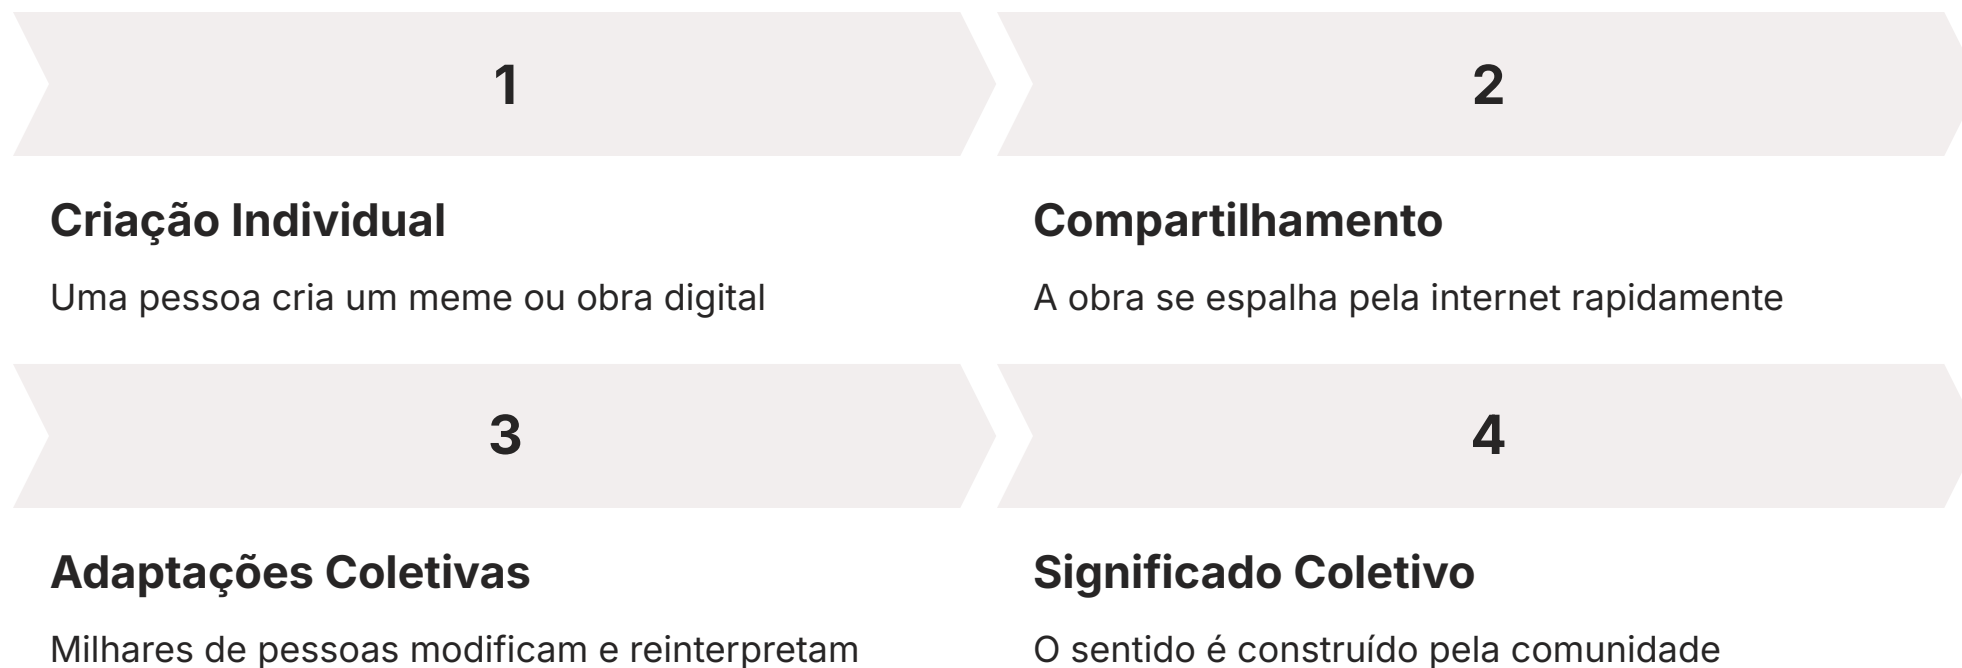 1
2
Criação Individual
Uma pessoa cria um meme ou obra digital
Compartilhamento
A obra se espalha pela internet rapidamente
3
4
Adaptações Coletivas
Milhares de pessoas modificam e reinterpretam
Significado Coletivo
O sentido é construído pela comunidade